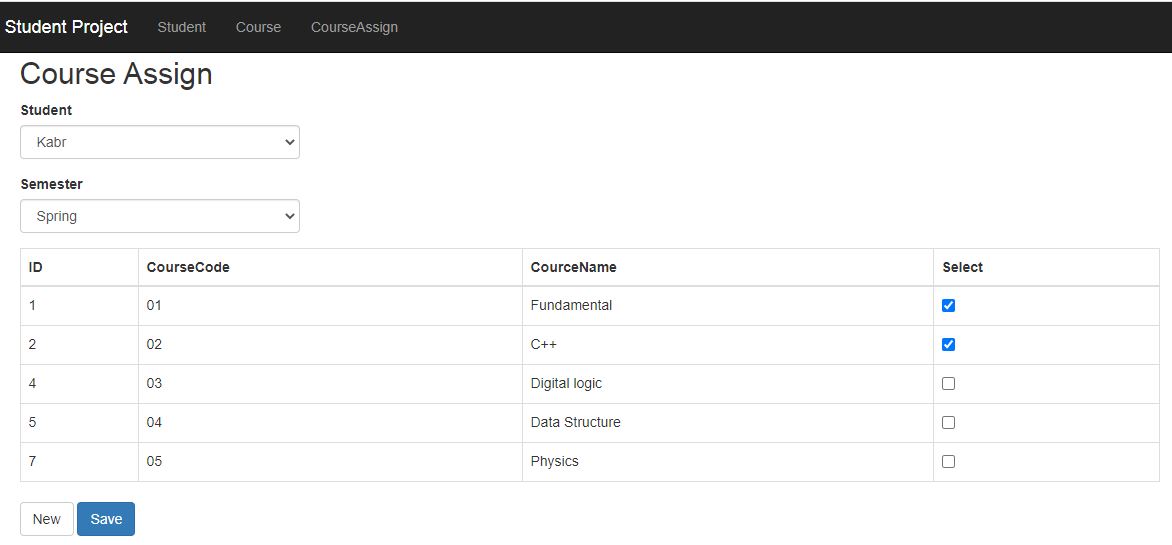 Student Project Student Course CourseAssign
Course Assign
Student
Kabr
Semester
Spring
ID CourseCode CourceName Select
1 01 Fundamental
2 02 C++
4 03 Digital logic
5 04 Data Structure
7 05 Physics
New Save